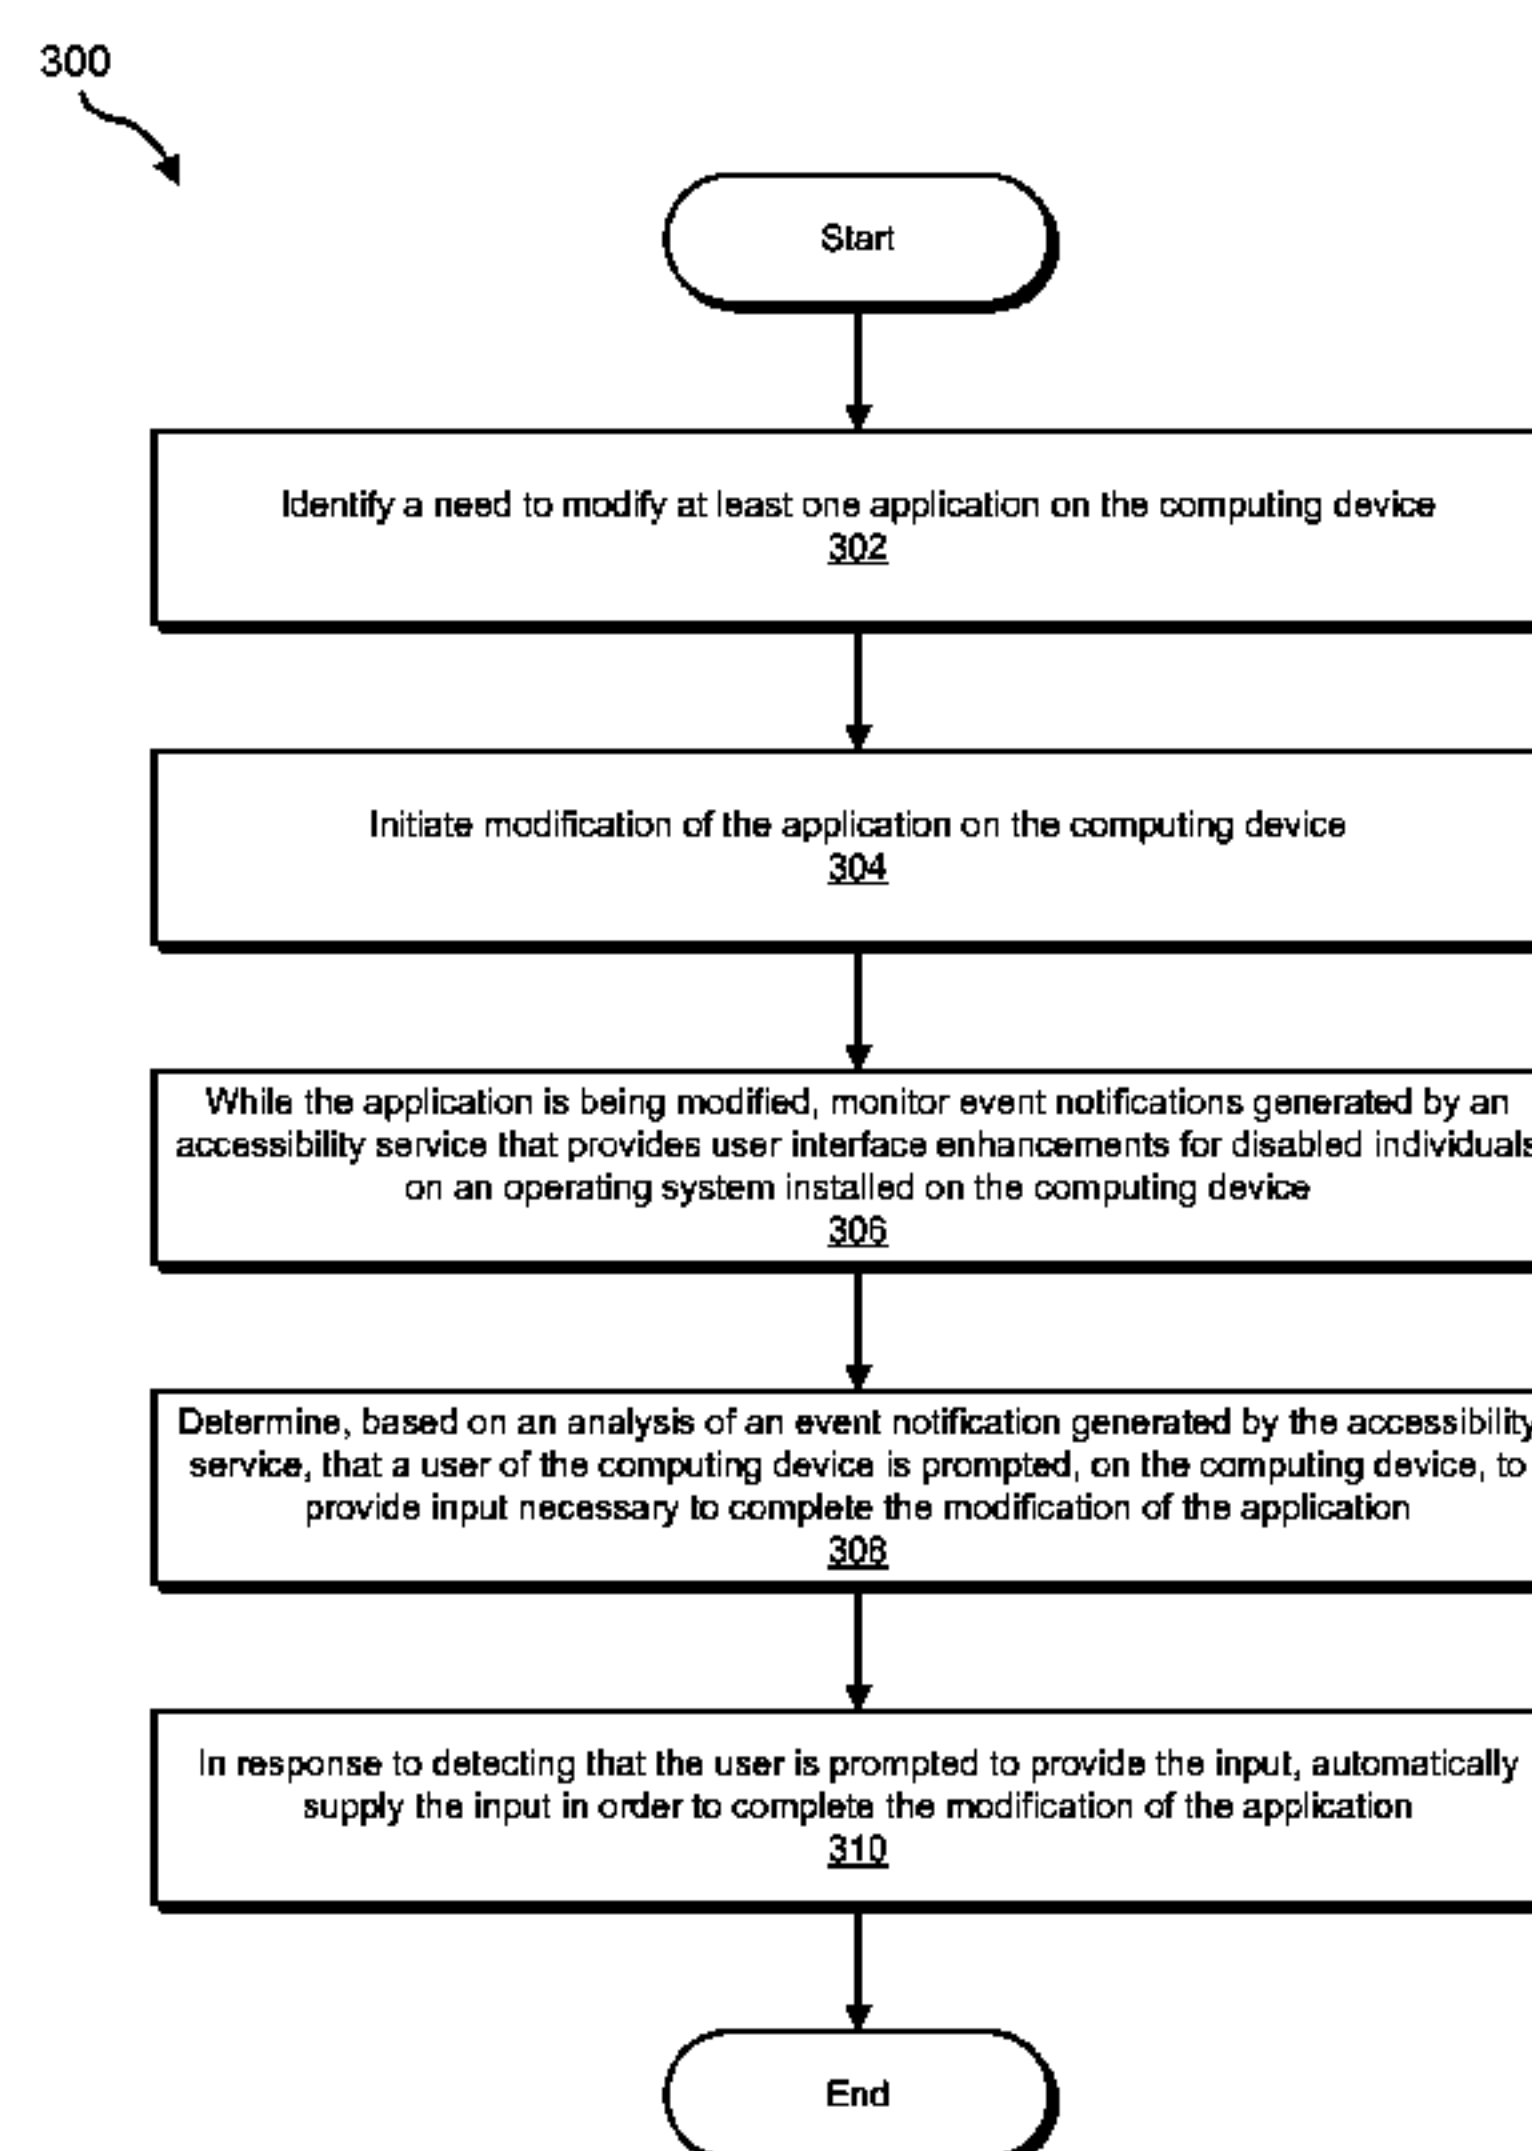 300
Start
Identify a need to modify at least one application on the computing device
302
Initiate modification of the application on the computing device
304
While the application is being modified, monitor event notifications generated by an
accessibility service that provides user interface enhancements for disabled individuals
on an operating system installed on the computing device
306
Determine, based on an analysis of an event notification generated by the accessibility
service, that a user of the computing device is prompted, on the computing device, to
provide input necessary to complete the modification of the application
308
In response to detecting that the user is prompted to provide the input, automatically
supply the input in order to complete the modification of the application
310
End